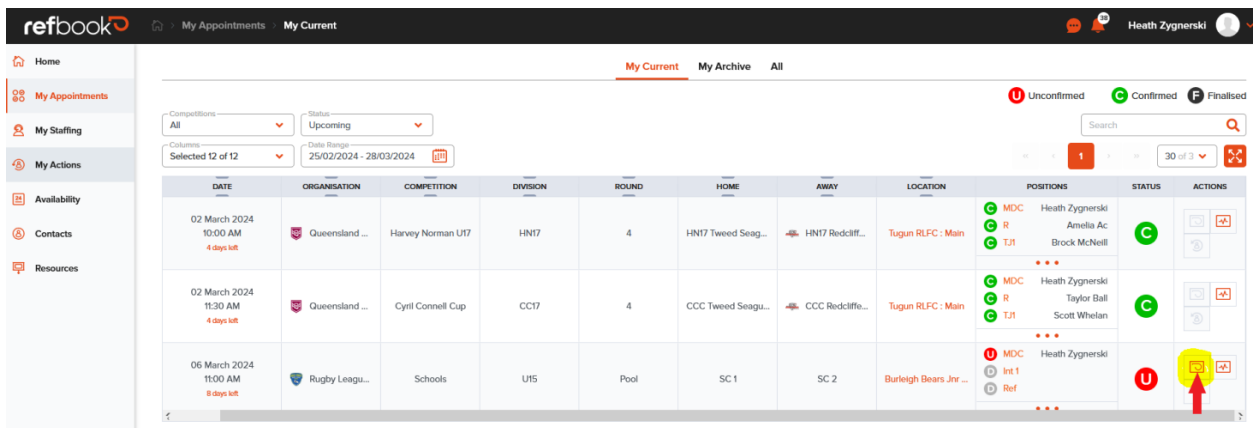 refbook
My Appointments > My Current
38
Heath Zygnerski
Home
My Appointments
My Staffing
My Actions
24
Availability
Contacts
Resources
My Current My Archive All
U Unconfirmed C Confirmed F Finalised
Competitions
All
Status
Upcoming
Search
Columns
Selected 12 of 12
Date Range
25/02/2024 - 28/03/2024
1
30 of 3
DATE ORGANISATION COMPETITION DIVISION ROUND HOME AWAY LOCATION POSITIONS STATUS ACTIONS
02 March 2024
10:00 AM
4 days left
Queensland ... Harvey Norman U17 HN17 4 HN17 Tweed Seag... HN17 Redcliff... Tugun RLFC : Main
C MDC Heath Zygnerski
C R Amelia Ac
C TJ1 Brock McNeill
C
02 March 2024
11:30 AM
4 days left
Queensland ... Cyril Connell Cup CC17 4 CCC Tweed Seagu... CCC Redcliffe... Tugun RLFC : Main
C MDC Heath Zygnerski
C R Taylor Ball
C TJ1 Scott Whelan
C
06 March 2024
11:00 AM
8 days left
Rugby Leagu... Schools U15 Pool SC 1 SC 2 Burleigh Bears Jnr ...
U MDC Heath Zygnerski
D Int 1
D Ref
U